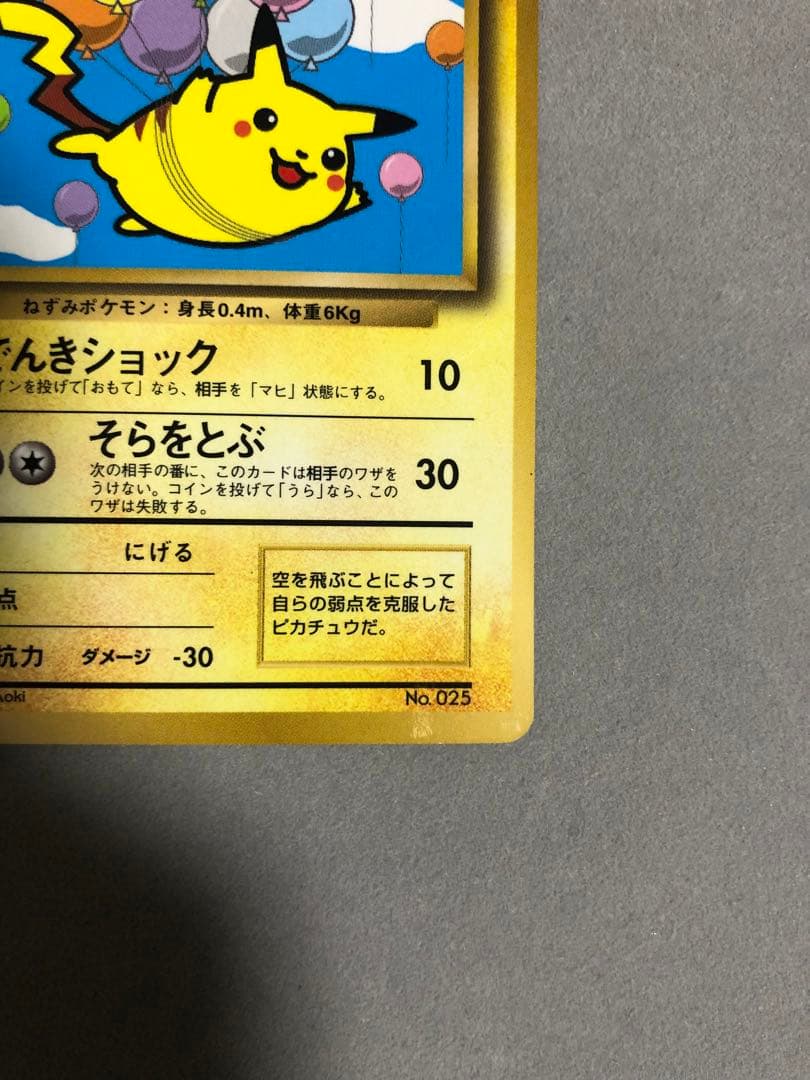 ねずみポケモン：身長0.4m、体重6Kg
でんきショック 10
インを投げて「おもて」なら、相手を「マヒ」状態にする。
そらをとぶ 30
次の相手の番に、このカードは相手のワザを
うけない。コインを投げて「うら」なら、この
ワザは失敗する。
にげる
点
抗力 ダメージ -30
空を飛ぶことによって
自らの弱点を克服した
ピカチュウだ。
Aoki
No. 025